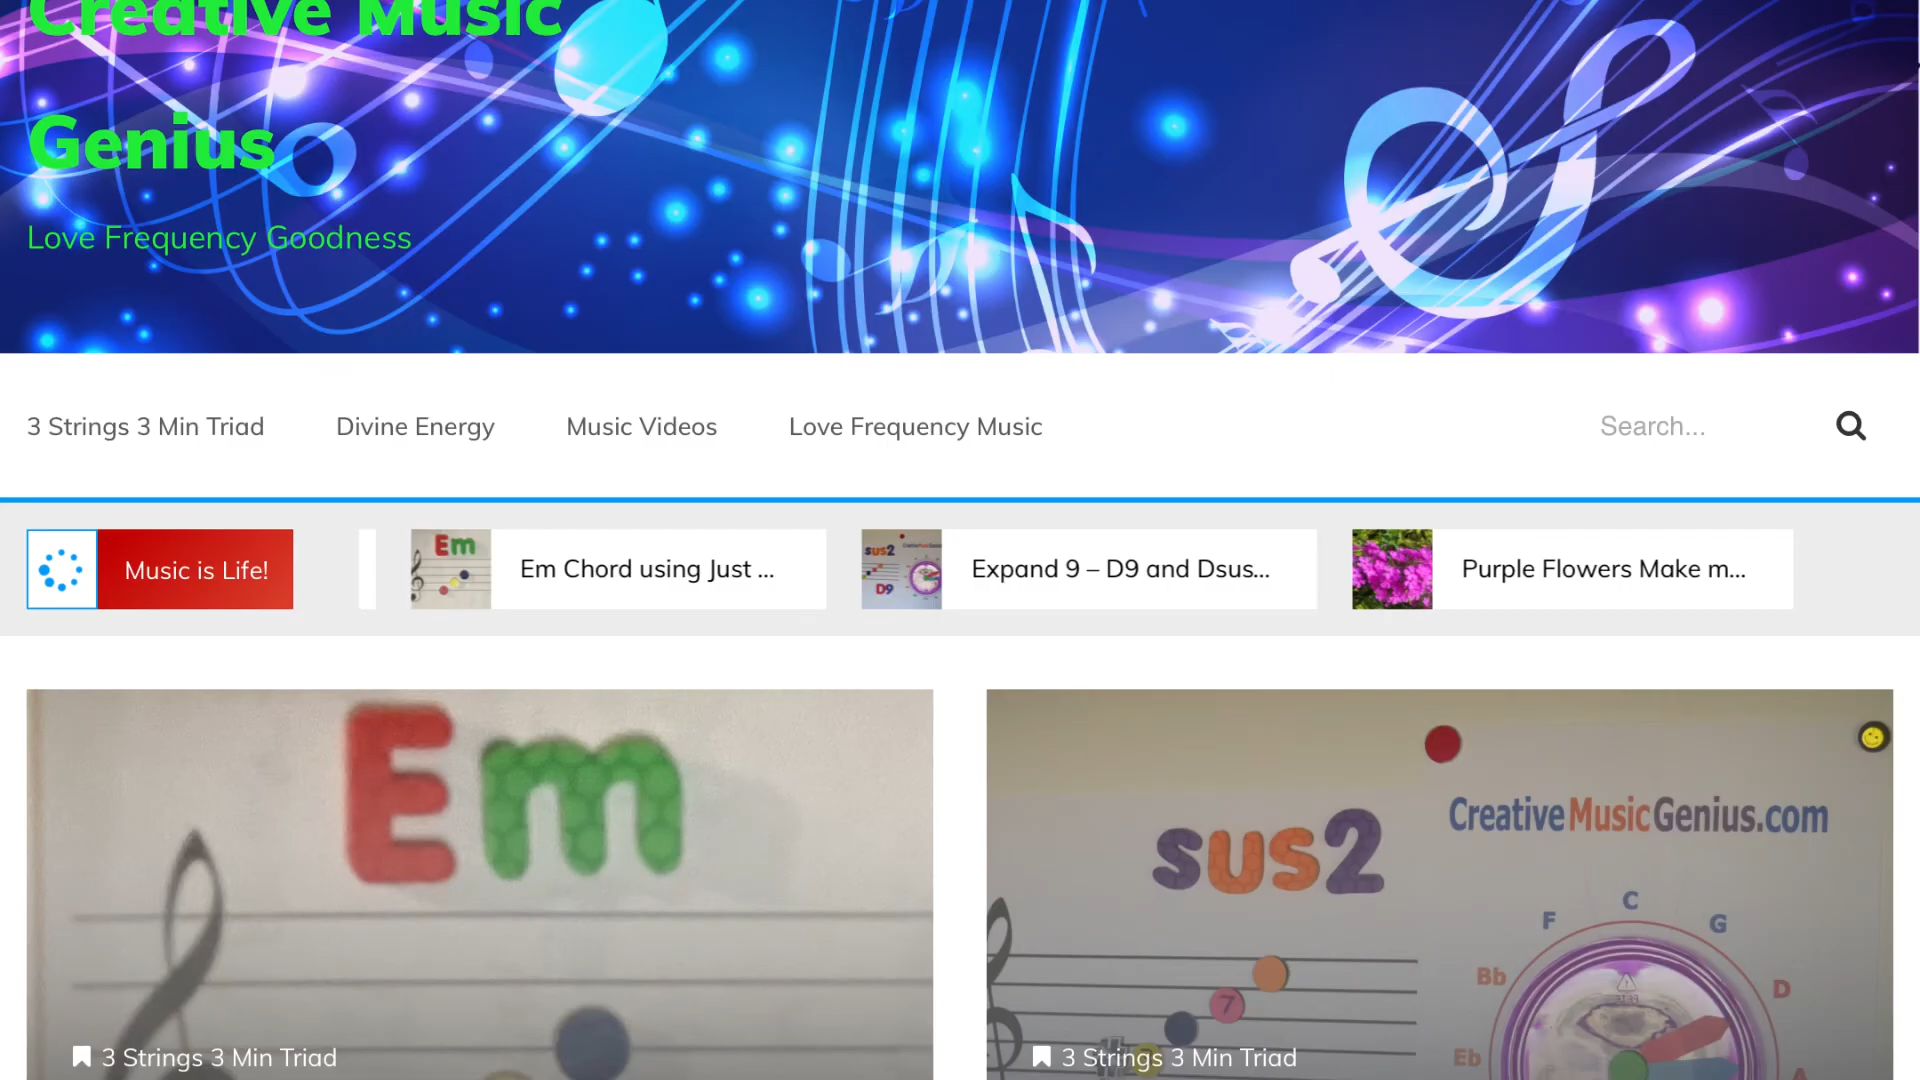 Creative Music
Genius
Love Frequency Goodness
3 Strings 3 Min Triad
Divine Energy
Music Videos
Love Frequency Music
Search...
Music is Life!
Em
Em Chord using Just ...
sus2
D9
Expand 9 – D9 and Dsus...
Purple Flowers Make m...
Em
3 Strings 3 Min Triad
CreativeMusicGenius.com
sus2
C
F
G
Bb
D
7
Eb
A
3 Strings 3 Min Triad